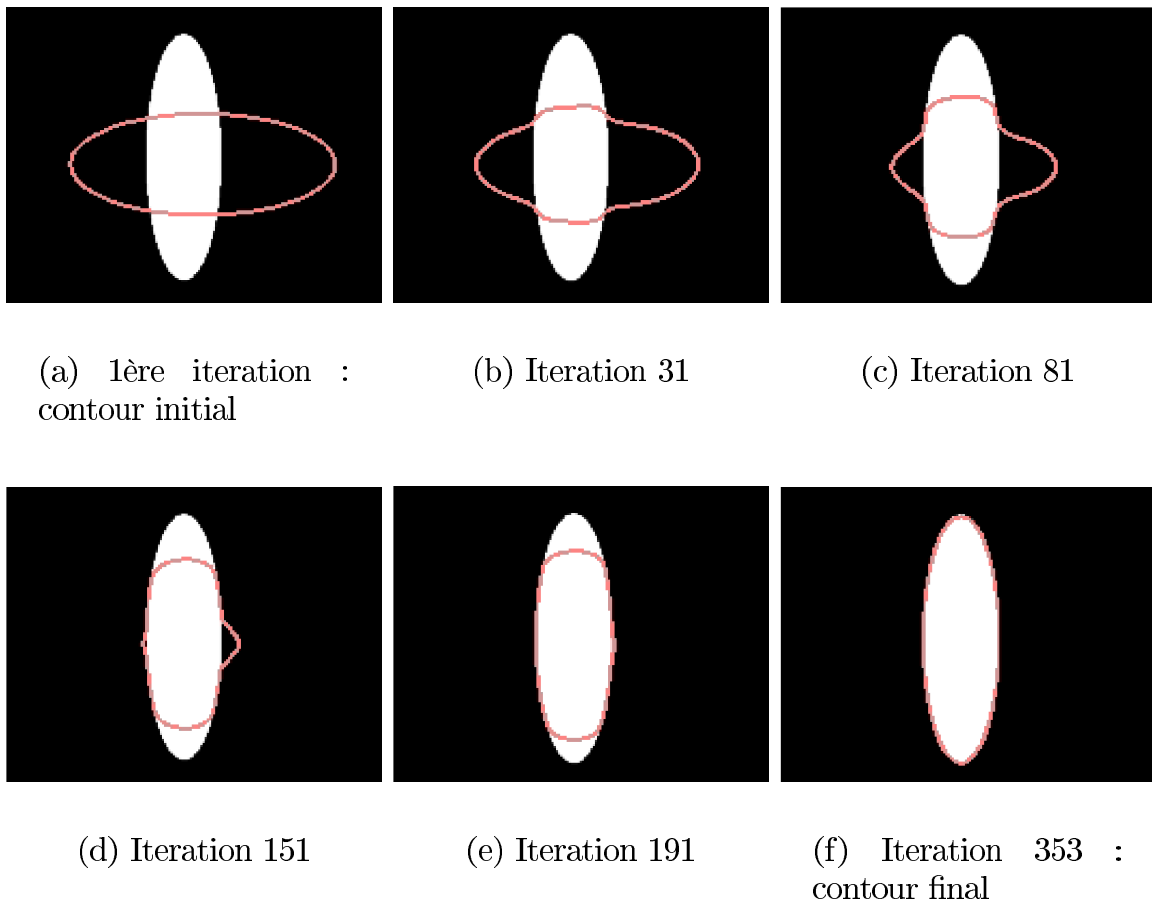 (a) 1ère iteration :
contour initial
(b) Iteration 31
(c) Iteration 81
(d) Iteration 151
(e) Iteration 191
(f) Iteration 353 :
contour final